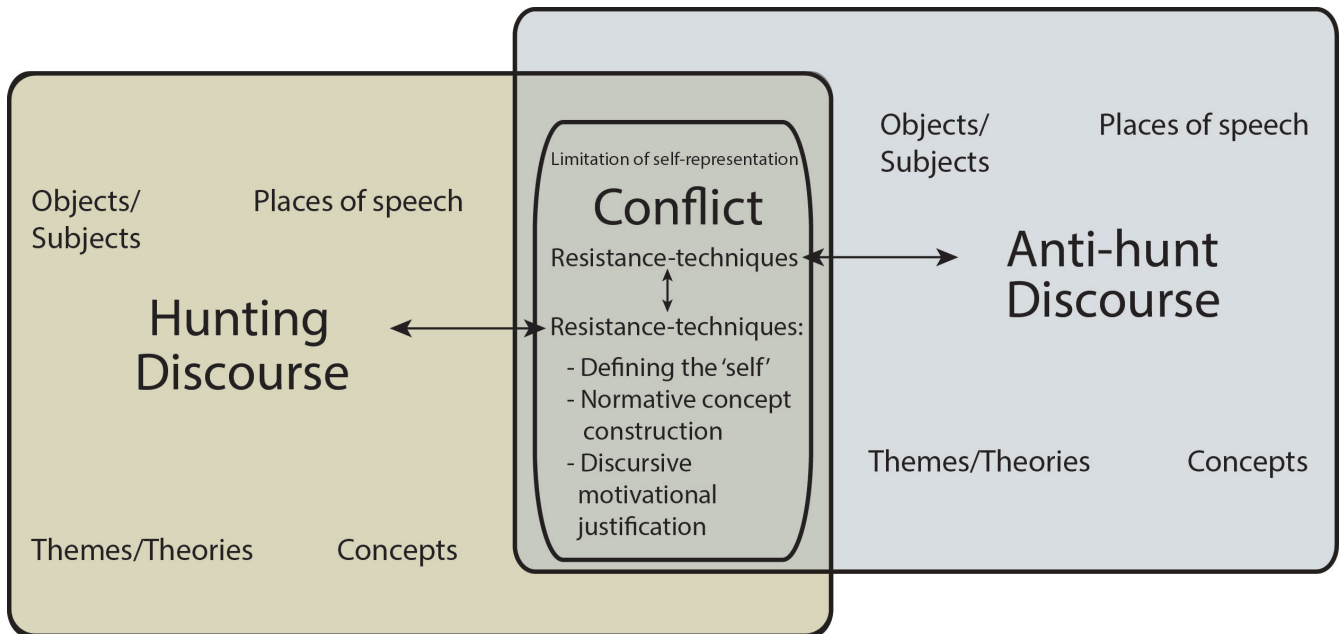 Objects/
Subjects
Places of speech
Hunting
Discourse
Themes/Theories
Concepts
Limitation of self-representation
Conflict
Resistance-techniques
Resistance-techniques:
- Defining the ‘self’
- Normative concept
construction
- Discursive
motivational
justification
Objects/
Subjects
Places of speech
Anti-hunt
Discourse
Themes/Theories
Concepts